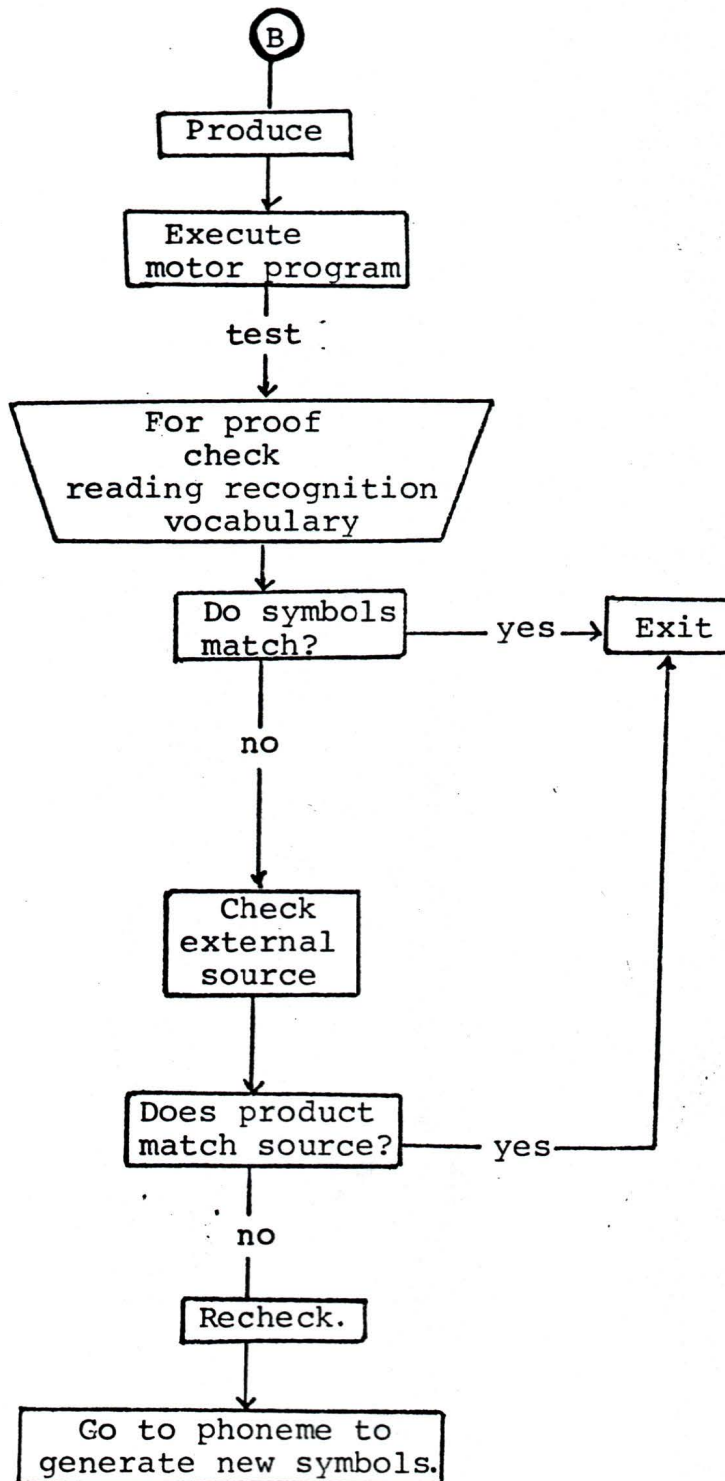 B
Produce
Execute
motor program
test
For proof
check
reading recognition
vocabulary
Do symbols
match?
yes
Exit
no
Check
external
source
Does product
match source?
yes
no
Recheck.
Go to phoneme to
generate new symbols.